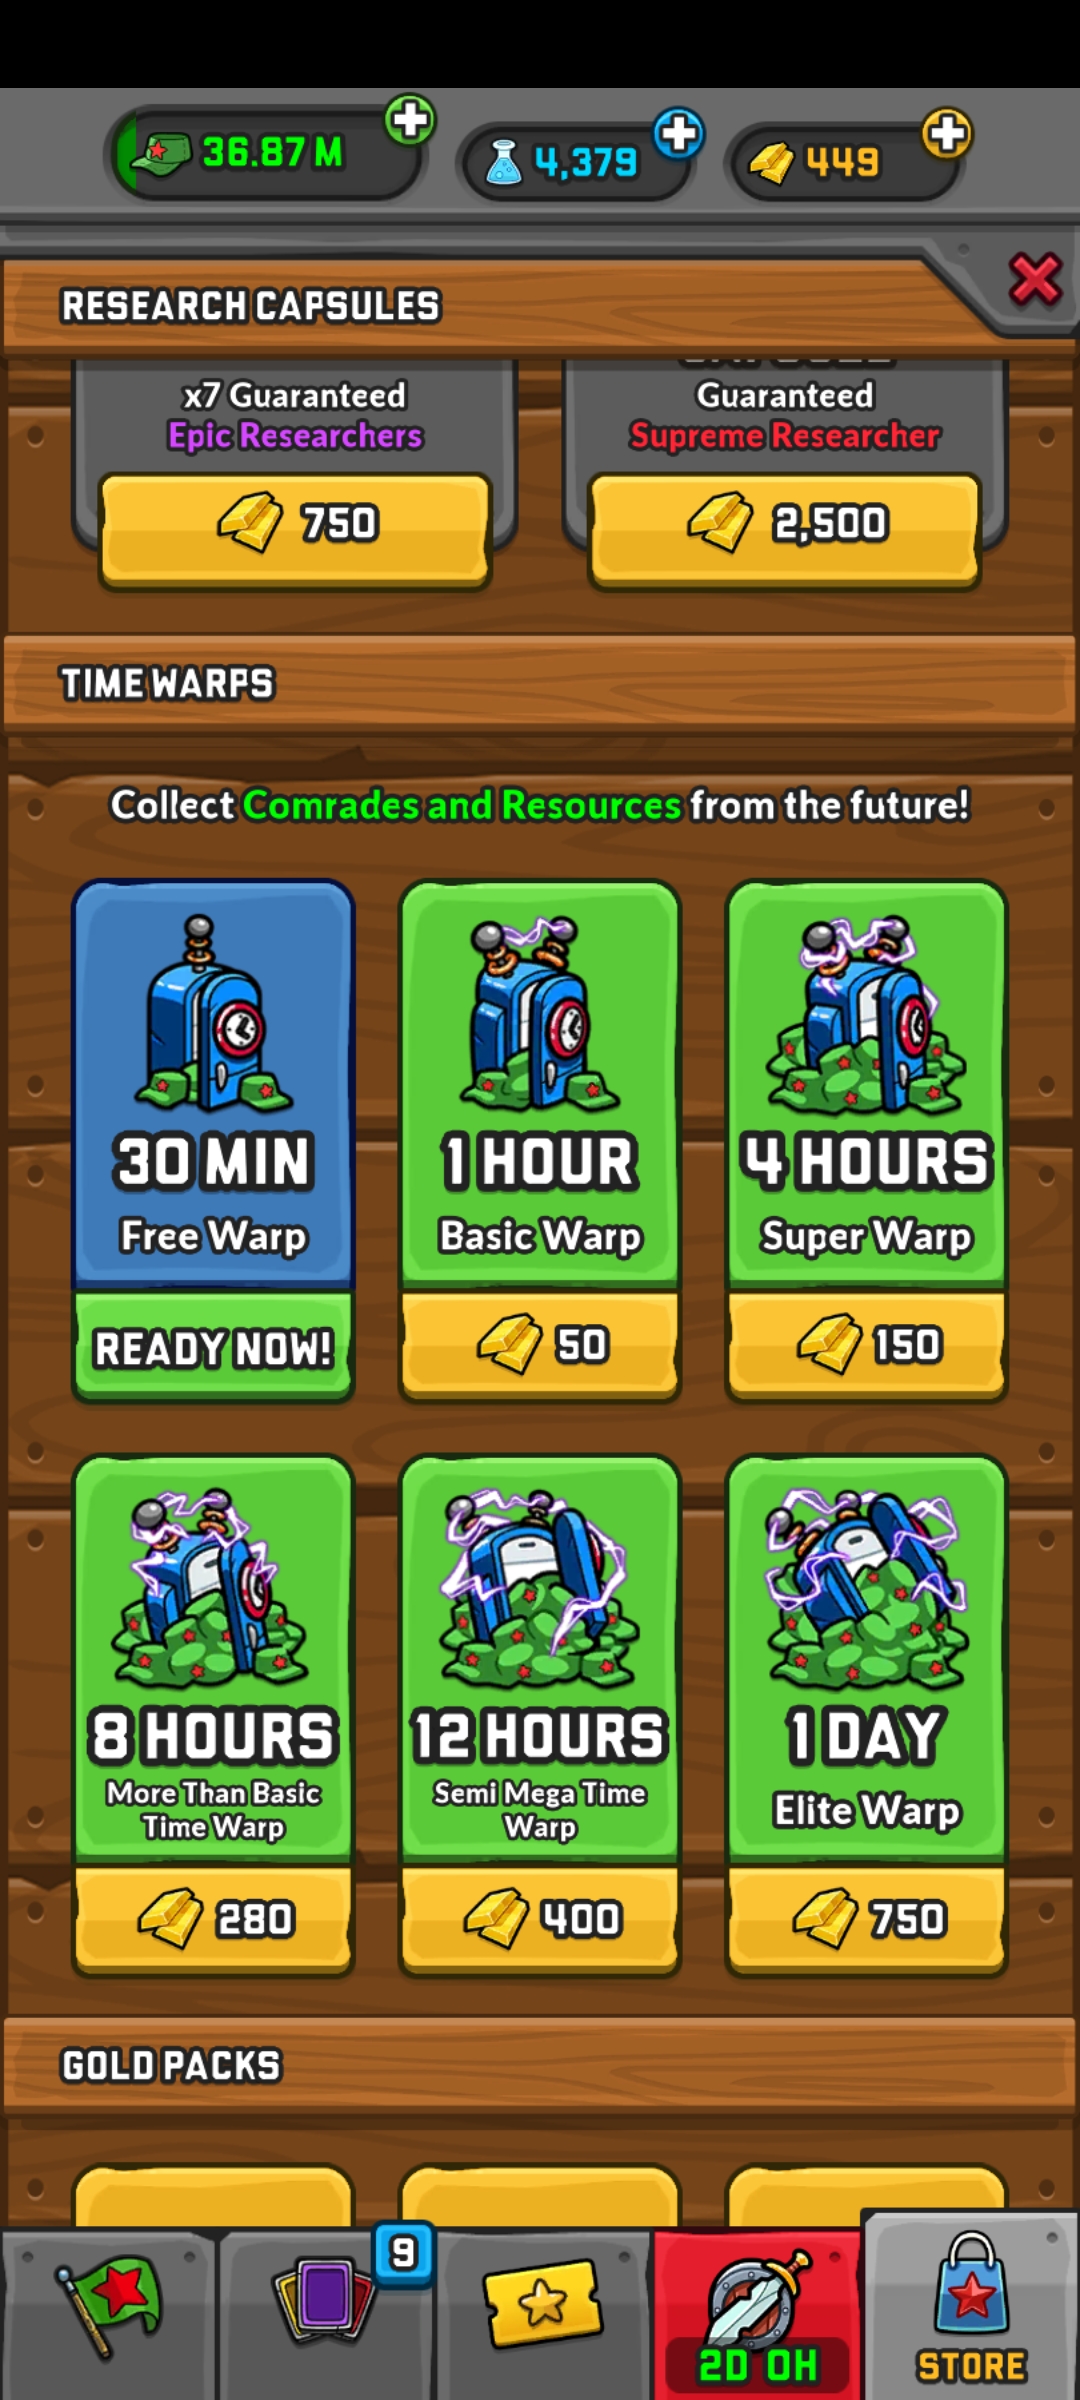 36.87 M
4,379
449
RESEARCH CAPSULES
x7 Guaranteed
Epic Researchers
Guaranteed
Supreme Researcher
750
2,500
TIME WARPS
Collect Comrades and Resources from the future!
30 MIN
Free Warp
READY NOW!
1 HOUR
Basic Warp
50
4 HOURS
Super Warp
150
8 HOURS
More Than Basic
Time Warp
280
12 HOURS
Semi Mega Time
Warp
400
1 DAY
Elite Warp
750
GOLD PACKS
9
2D 0H
STORE